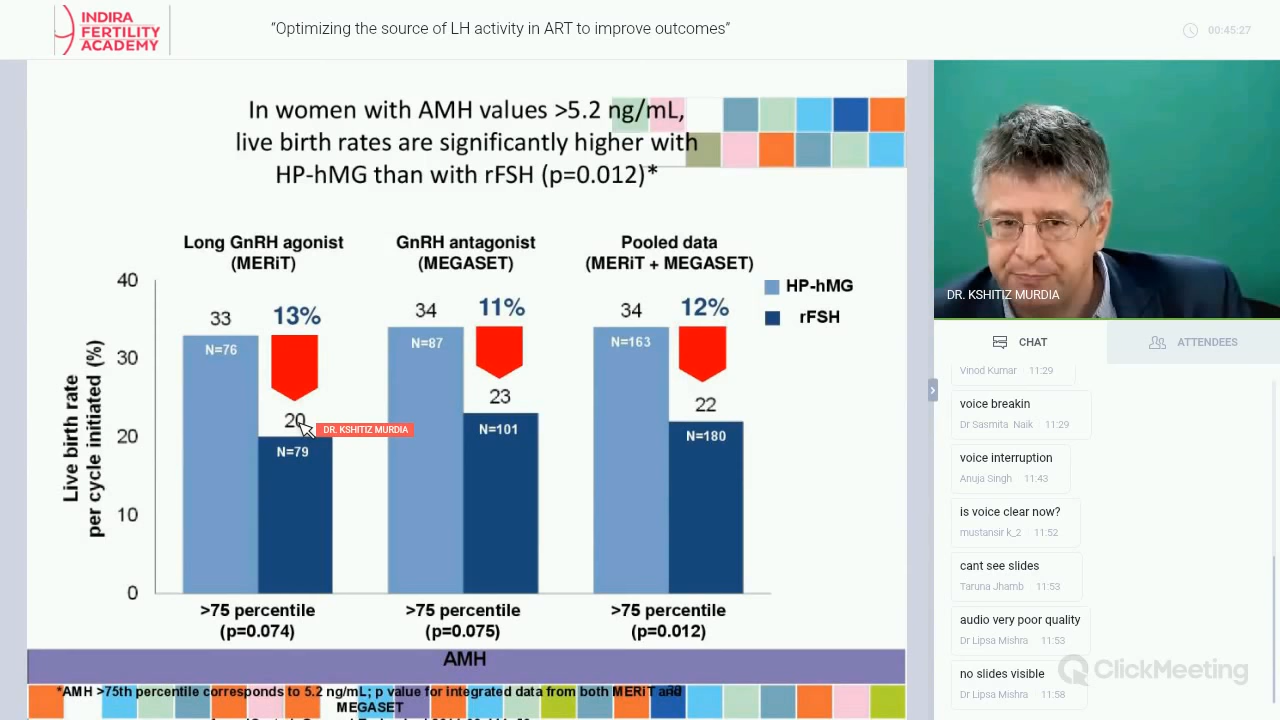 INDIRA
FERTILITY
ACADEMY
“Optimizing the source of LH activity in ART to improve outcomes”
00:45:27
In women with AMH values >5.2 ng/mL,
live birth rates are significantly higher with
HP-hMG than with rFSH (p=0.012)*
Long GnRH agonist
(MERiT)
GnRH antagonist
(MEGASET)
Pooled data
(MERiT + MEGASET)
HP-hMG
rFSH
Live birth rate
per cycle initiated (%)
40
30
20
10
0
33
N=76
13%
20
N=79
34
N=87
11%
23
N=101
34
N=163
12%
22
N=180
DR. KSHITIZ MURDIA
>75 percentile
(p=0.074)
>75 percentile
(p=0.075)
>75 percentile
(p=0.012)
AMH
*AMH >75th percentile corresponds to 5.2 ng/mL; p value for integrated data from both MERiT and
MEGASET
DR. KSHITIZ MURDIA
CHAT
ATTENDEES
Vinod Kumar 11:29
voice breakin
Dr Sasmita Naik 11:29
voice interruption
Anuja Singh 11:43
is voice clear now?
mustansir k_2 11:52
cant see slides
Taruna Jhamb 11:53
audio very poor quality
Dr Lipsa Mishra 11:53
no slides visible
Dr Lipsa Mishra 11:58
ClickMeeting